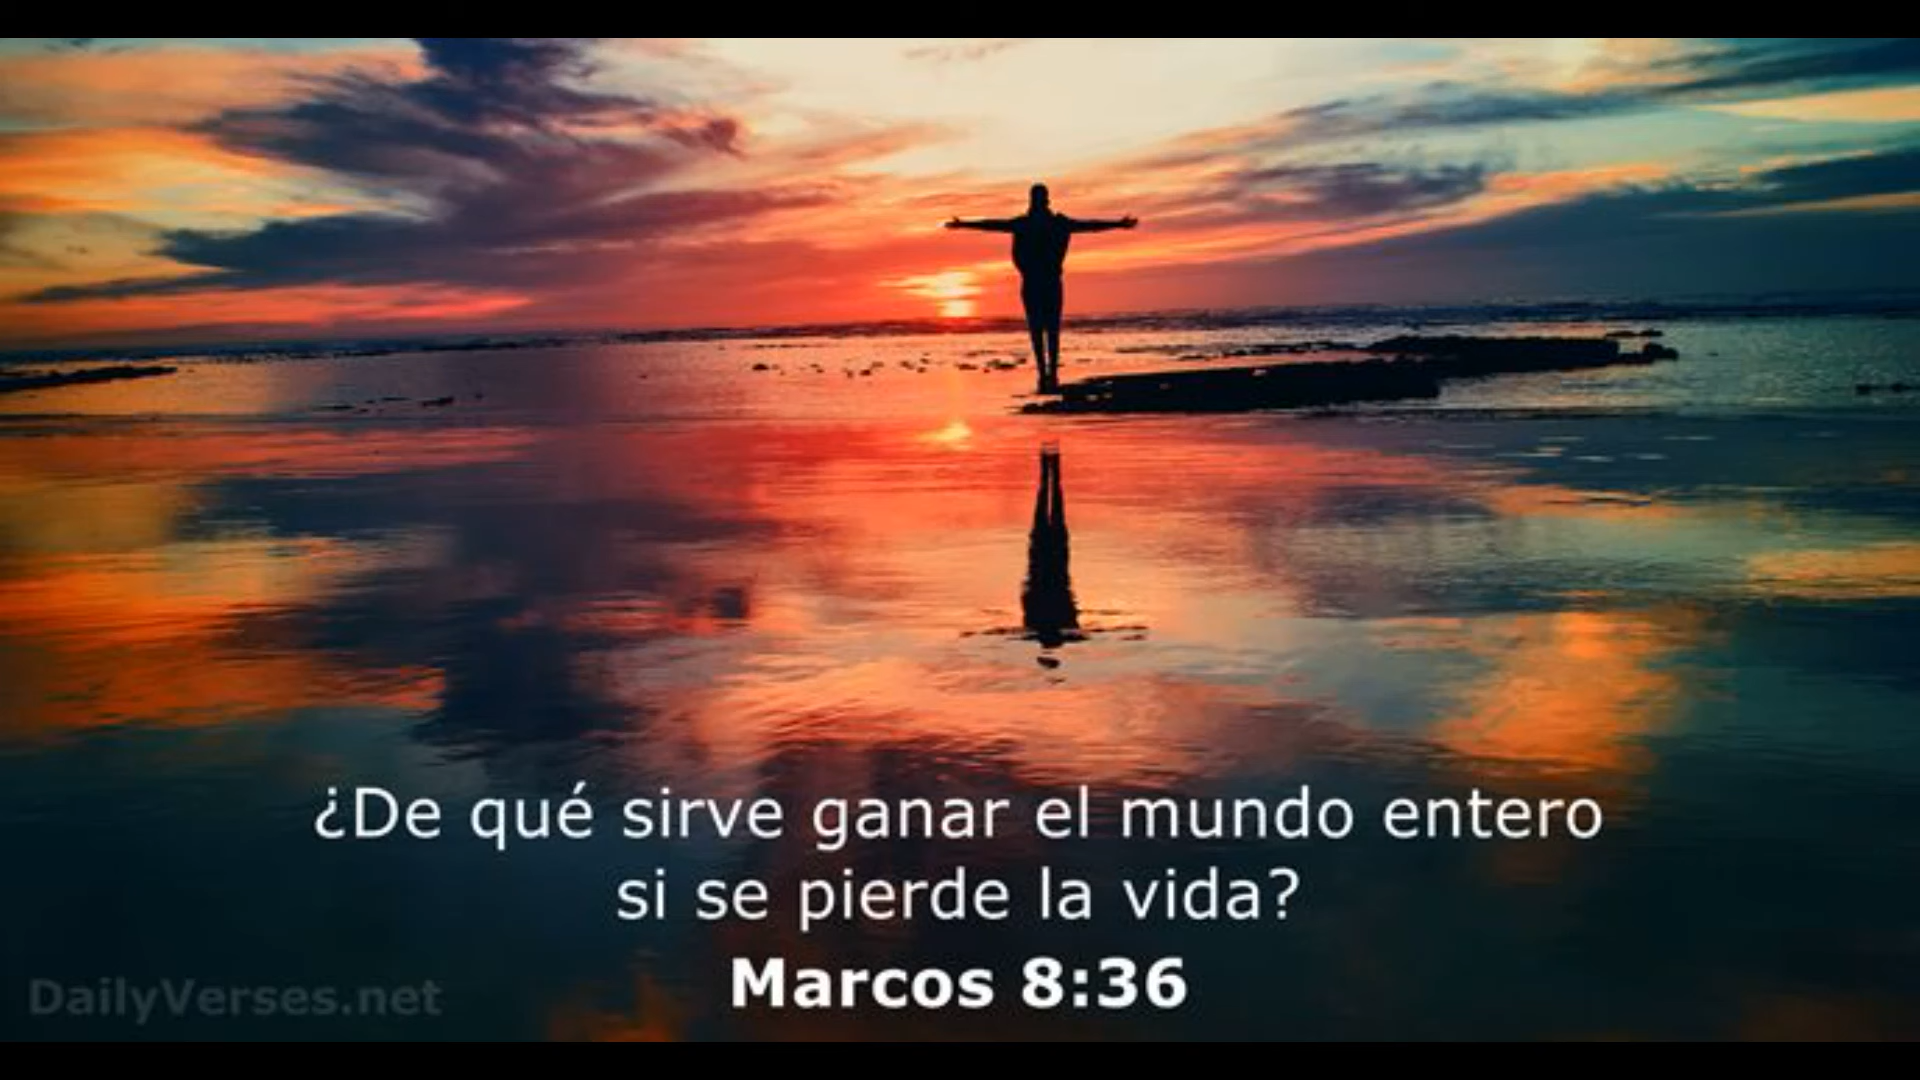 ¿De qué sirve ganar el mundo entero
si se pierde la vida?
Marcos 8:36
DailyVerses.net